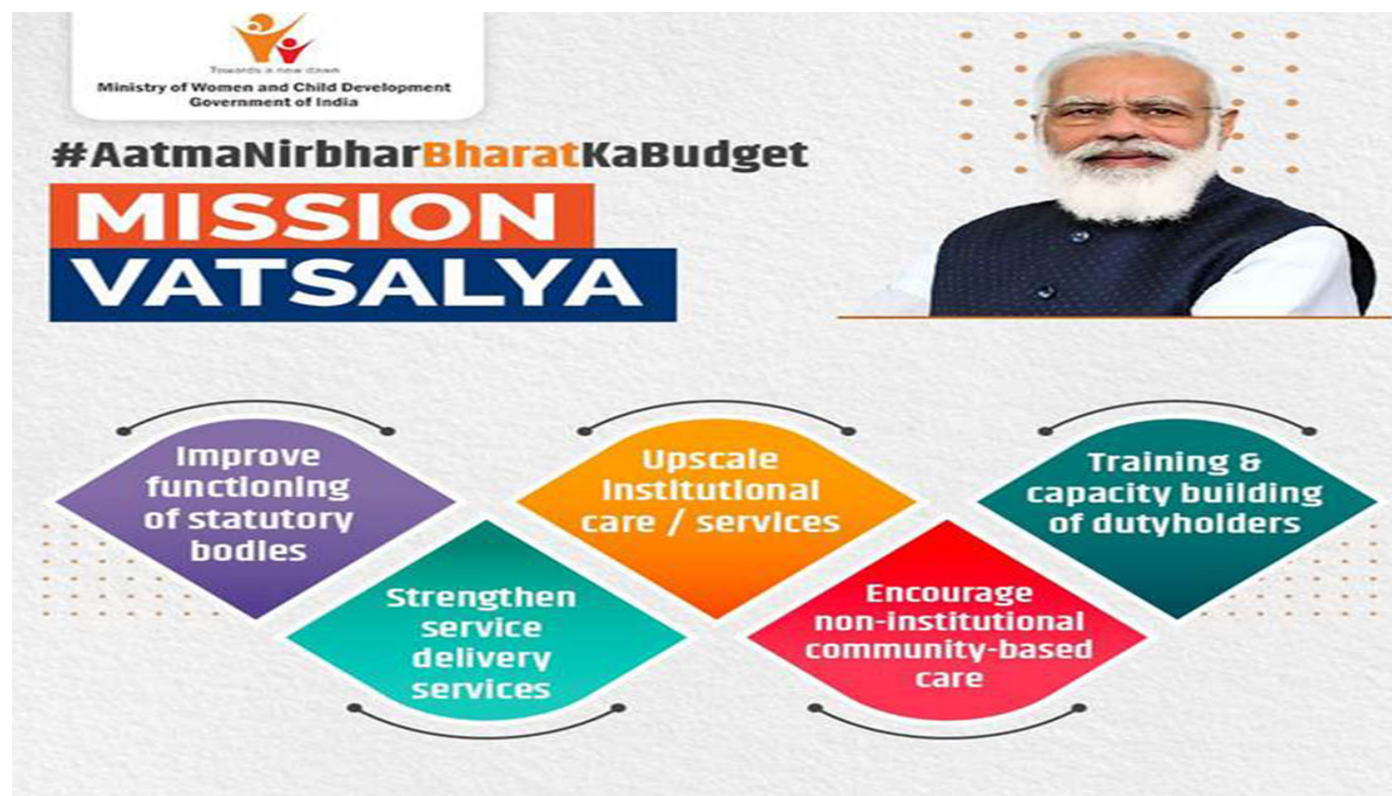 Towards a new dawn
Ministry of Women and Child Development
Government of India
#AatmaNirbharBharatKaBudget
MISSION
VATSALYA
Improve
functioning
of statutory
bodies
Strengthen
service
delivery
services
Upscale
institutional
care / services
Encourage
non-institutional
community-based
care
Training &
capacity building
of dutyholders